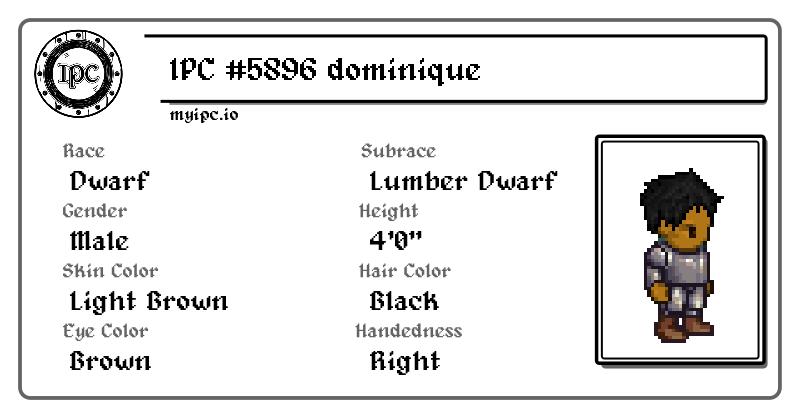 IPC
IPC #5896 dominique
myipc.io
Race
Dwarf
Subrace
Lumber Dwarf
Gender
Male
Height
4'0"
Skin Color
Light Brown
Hair Color
Black
Eye Color
Brown
Handedness
Right